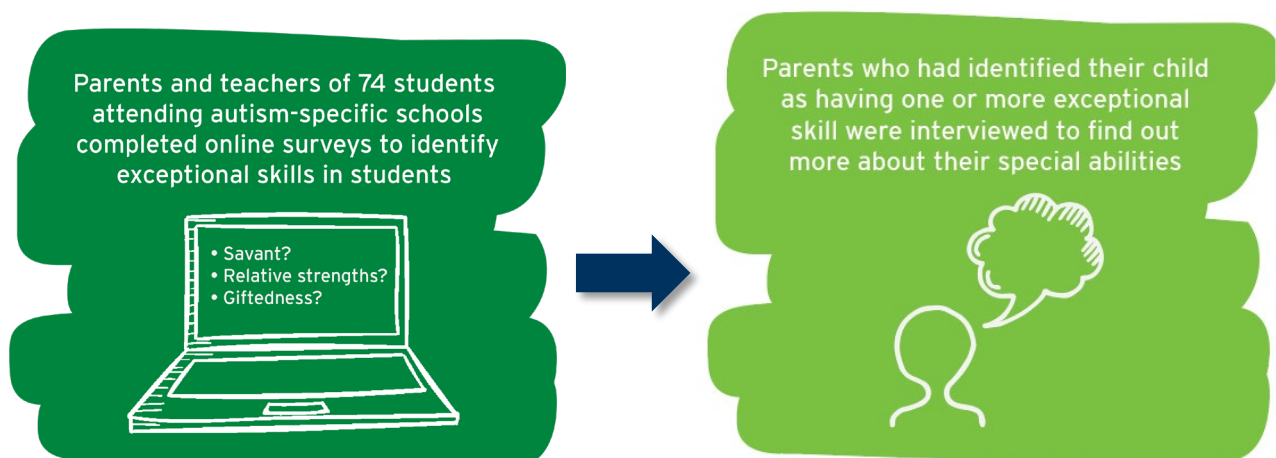 Parents and teachers of 74 students
attending autism-specific schools
completed online surveys to identify
exceptional skills in students
• Savant?
• Relative strengths?
• Giftedness?
Parents who had identified their child
as having one or more exceptional
skill were interviewed to find out
more about their special abilities